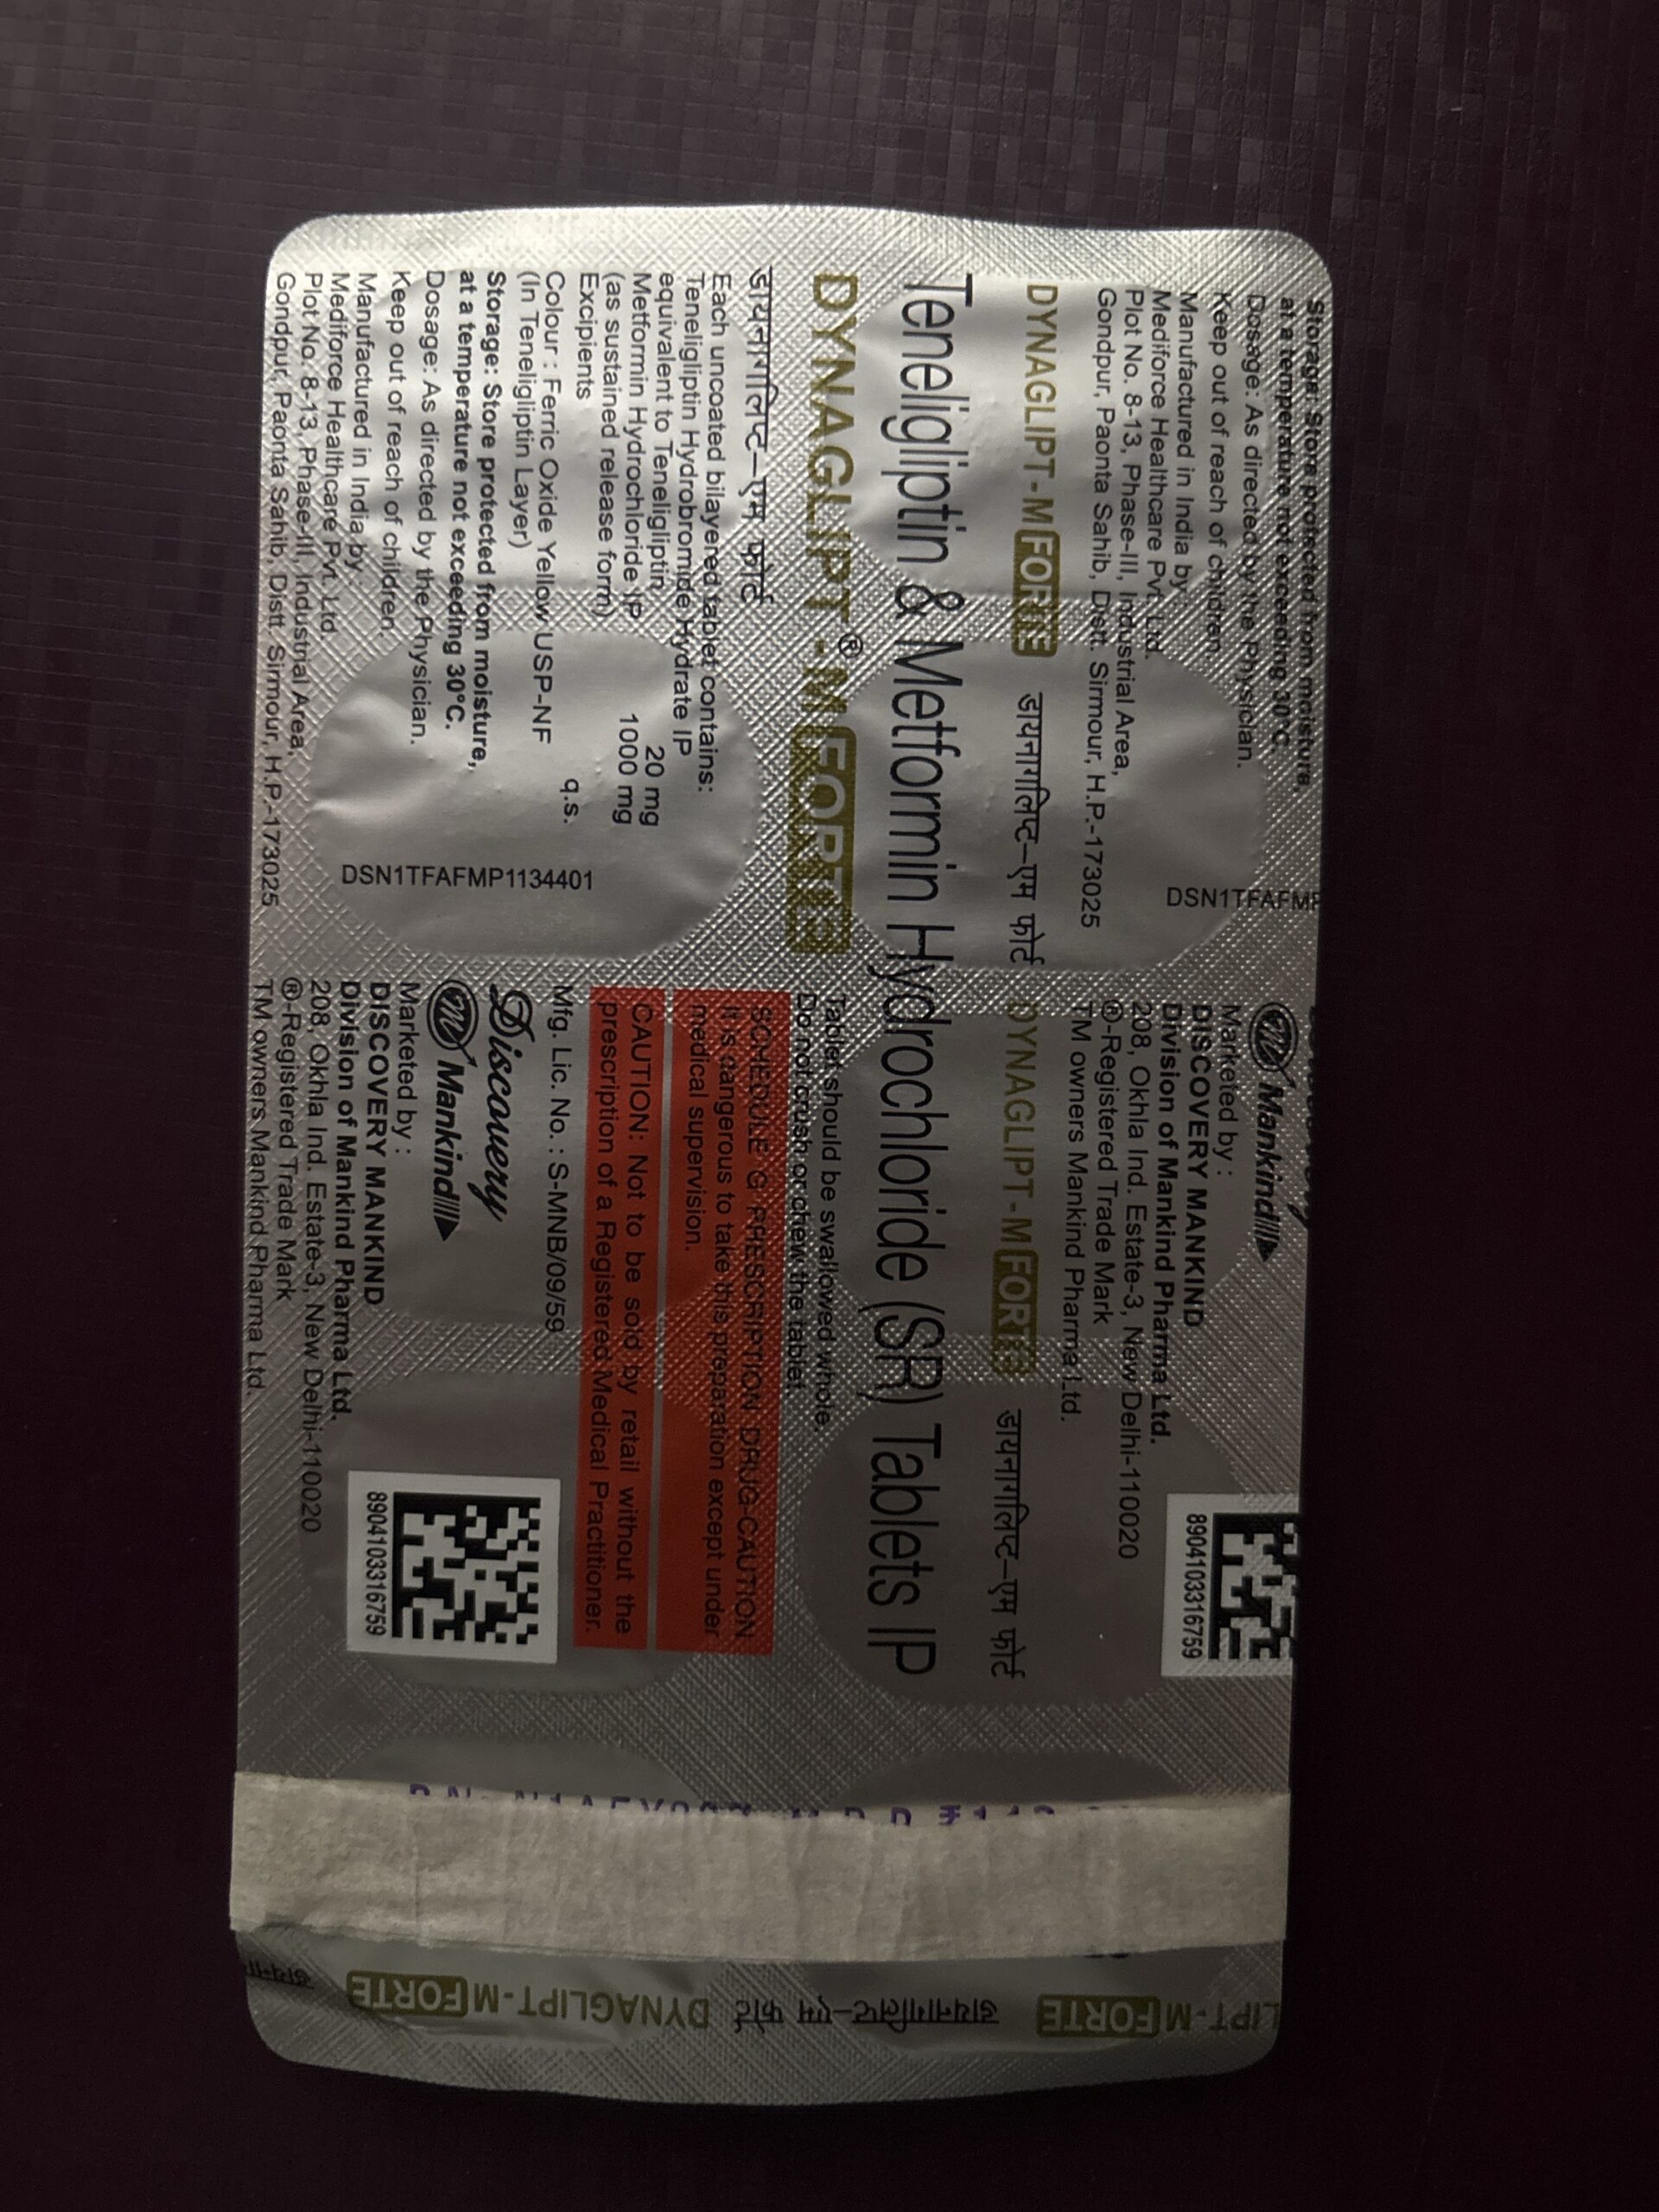 Storage: Store protected from moisture,
at a temperature not exceeding 30°C.
Dosage: As directed by the Physician.
Keep out of reach of children.
Manufactured in India by :
Mediforce Healthcare Pvt. Ltd.
Plot No. 8-13, Phase-III, Industrial Area,
Gondpur, Paonta Sahib, Distt. Sirmour, H.P.-173025
DSN1TFAFMP
Mankind
Marketed by :
DISCOVERY MANKIND
Division of Mankind Pharma Ltd.
208, Okhla Ind. Estate-3, New Delhi-110020
®-Registered Trade Mark
TM owners Mankind Pharma Ltd.
8904103316759
DYNAGLIPT-M FORTE डायनाग्लिप्ट-एम फोर्ट DYNAGLIPT-M FORTE डायनाग्लिप्ट-एम फोर्ट
Teneligliptin & Metformin Hydrochloride (SR) Tablets IP
DYNAGLIPT®-M FORTE
डायनाग्लिप्ट-एम फोर्ट
Each uncoated bilayered tablet contains:
Teneligliptin Hydrobromide Hydrate IP
equivalent to Teneligliptin 20 mg
Metformin Hydrochloride IP 1000 mg
(as sustained release form)
Excipients q.s.
Colour : Ferric Oxide Yellow USP-NF
(In Teneligliptin Layer)
Storage: Store protected from moisture,
at a temperature not exceeding 30°C.
Dosage: As directed by the Physician.
Keep out of reach of children.
Manufactured in India by :
Mediforce Healthcare Pvt. Ltd.
Plot No. 8-13, Phase-III, Industrial Area,
Gondpur, Paonta Sahib, Distt. Sirmour, H.P.-173025
DSN1TFAFMP1134401
Tablet should be swallowed whole.
Do not crush or chew the tablet.
SCHEDULE G PRESCRIPTION DRUG-CAUTION
It is dangerous to take this preparation except under
medical supervision.
CAUTION: Not to be sold by retail without the
prescription of a Registered Medical Practitioner.
Mfg. Lic. No. : S-MNB/09/59
Discovery
Mankind
Marketed by :
DISCOVERY MANKIND
Division of Mankind Pharma Ltd.
208, Okhla Ind. Estate-3, New Delhi-110020
®-Registered Trade Mark
TM owners Mankind Pharma Ltd.
8904103316759
LIPT-M FORTE डायनाग्लिप्ट-एम फोर्ट DYNAGLIPT-M FORTE